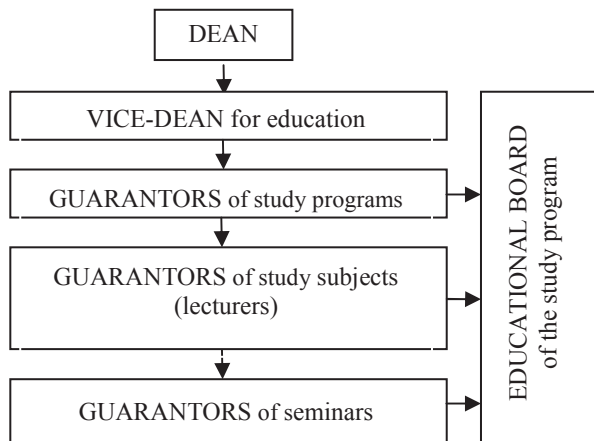 DEAN
VICE-DEAN for education
GUARANTORS of study programs
GUARANTORS of study subjects
(lecturers)
GUARANTORS of seminars
EDUCATIONAL BOARD
of the study program